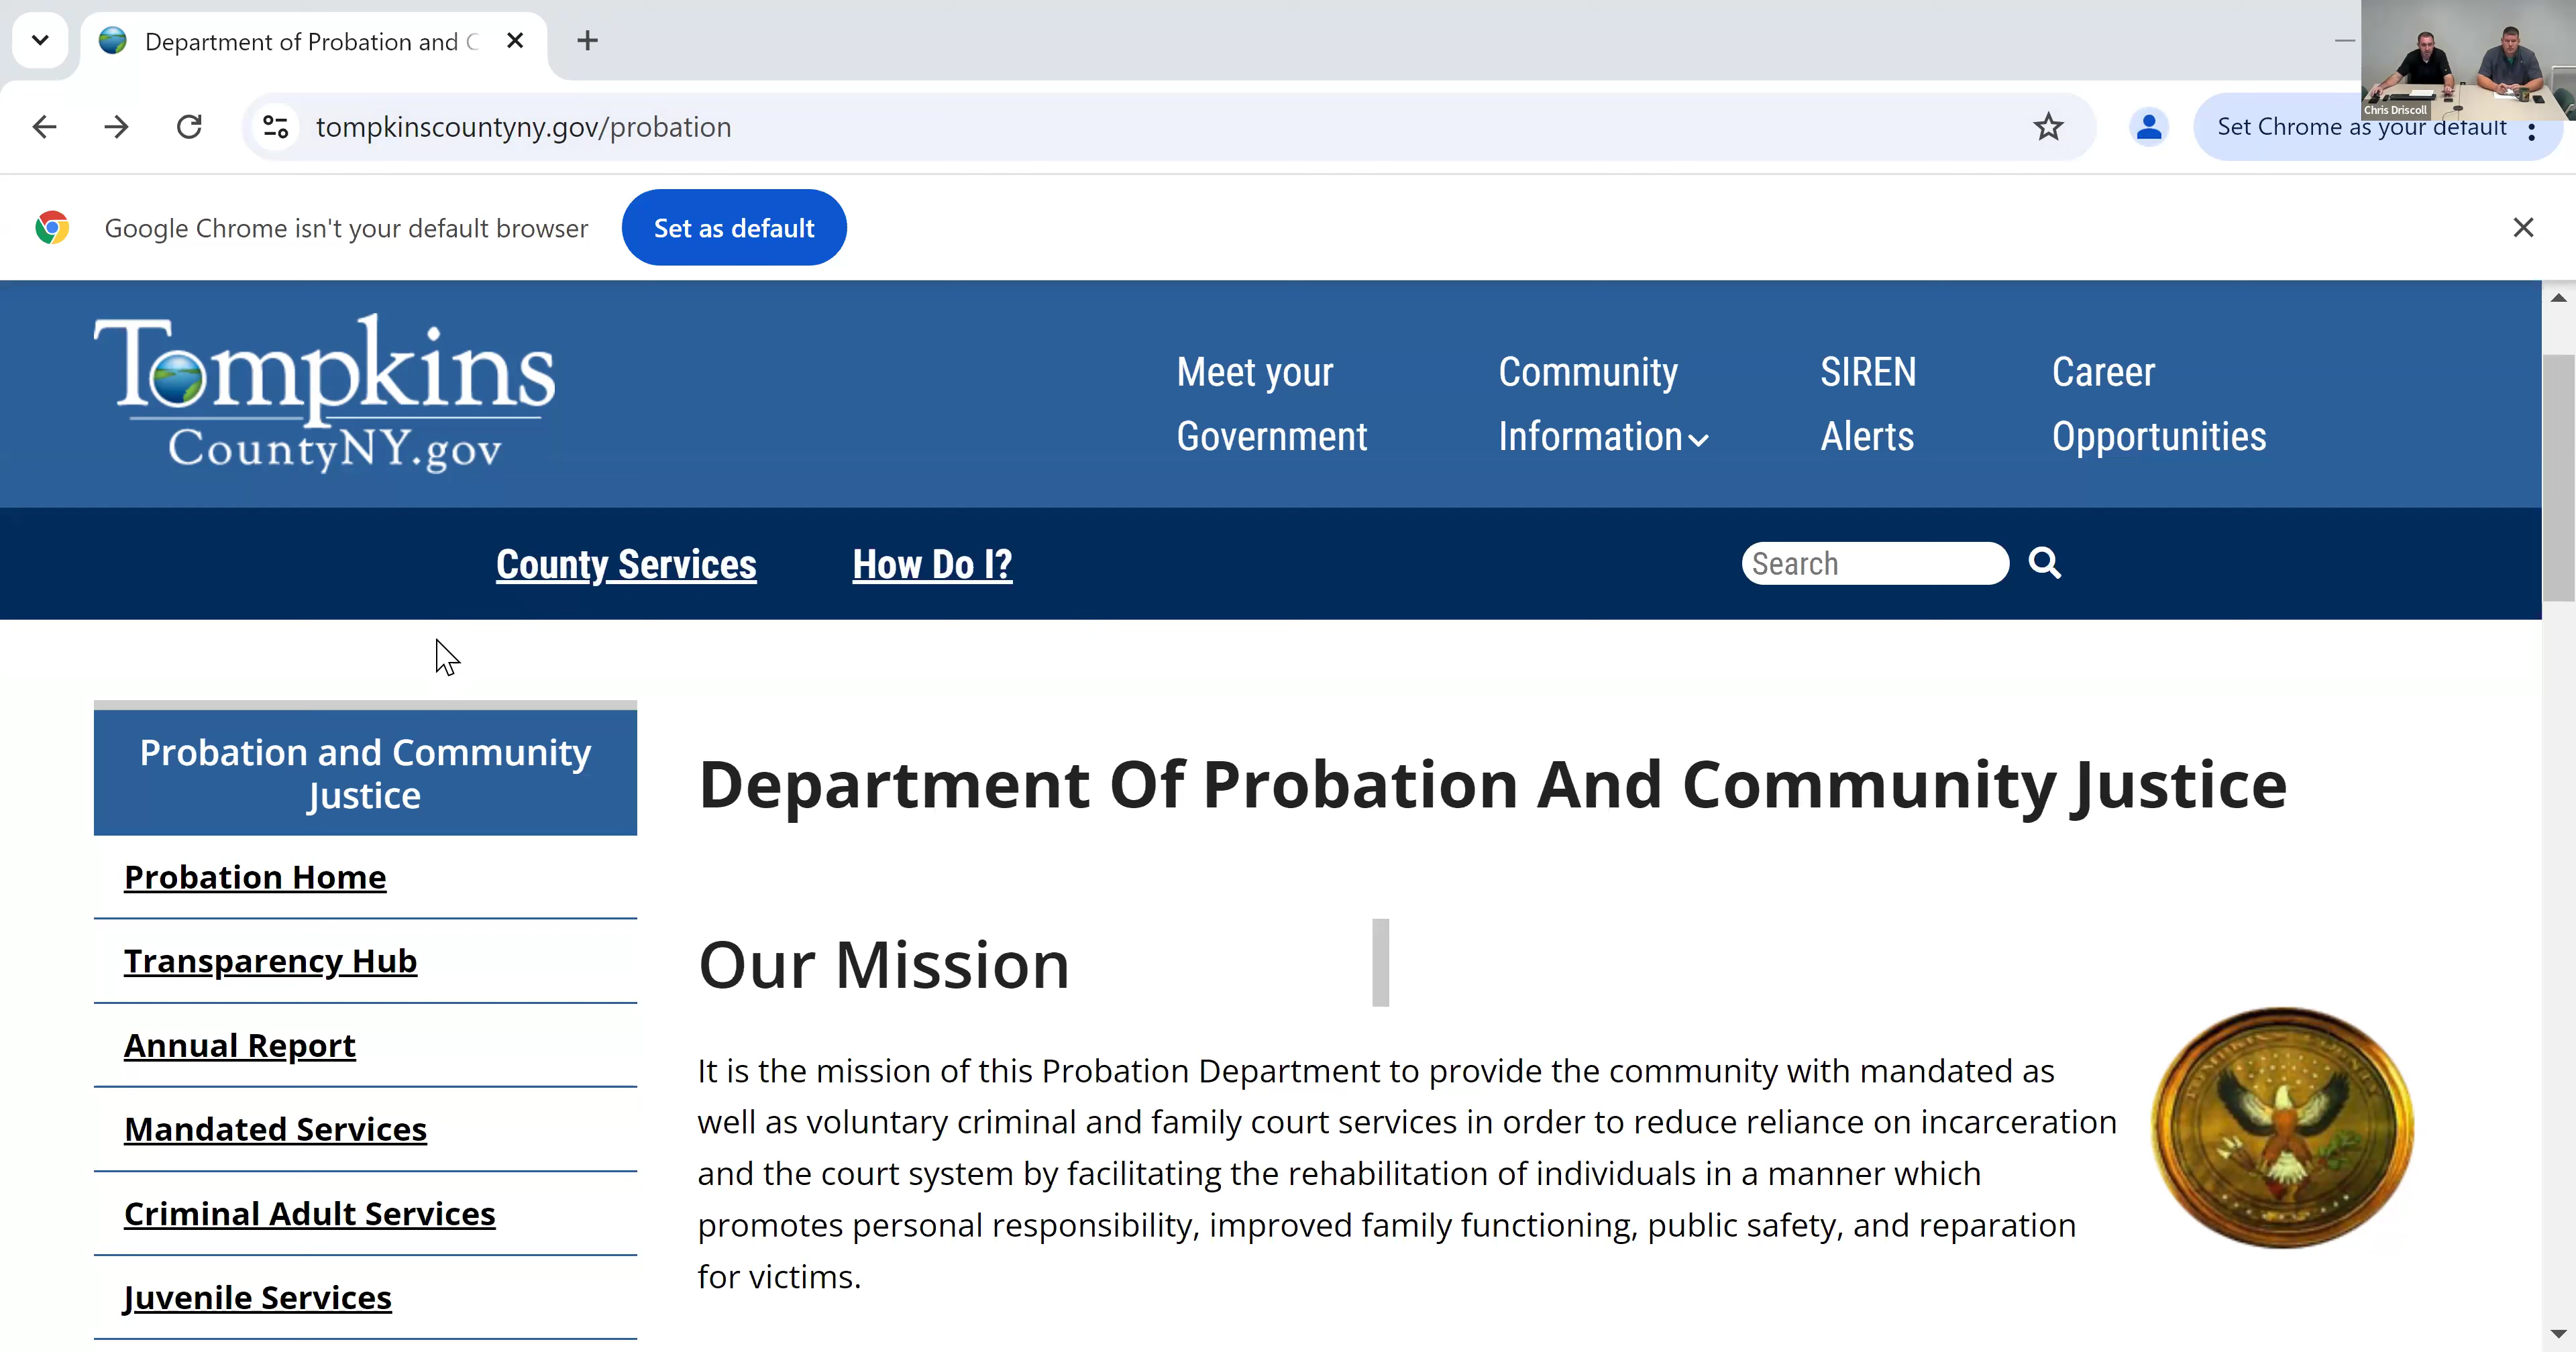 Department of Probation and C
tompkinscountyny.gov/probation
Set Chrome as your default
Chris Driscoll
Google Chrome isn't your default browser
Set as default
Tompkins
CountyNY.gov
Meet your
Government
Community
Information
SIREN
Alerts
Career
Opportunities
County Services
How Do I?
Search
Probation and Community
Justice
Probation Home
Transparency Hub
Annual Report
Mandated Services
Criminal Adult Services
Juvenile Services
Department Of Probation And Community Justice
Our Mission
It is the mission of this Probation Department to provide the community with mandated as
well as voluntary criminal and family court services in order to reduce reliance on incarceration
and the court system by facilitating the rehabilitation of individuals in a manner which
promotes personal responsibility, improved family functioning, public safety, and reparation
for victims.